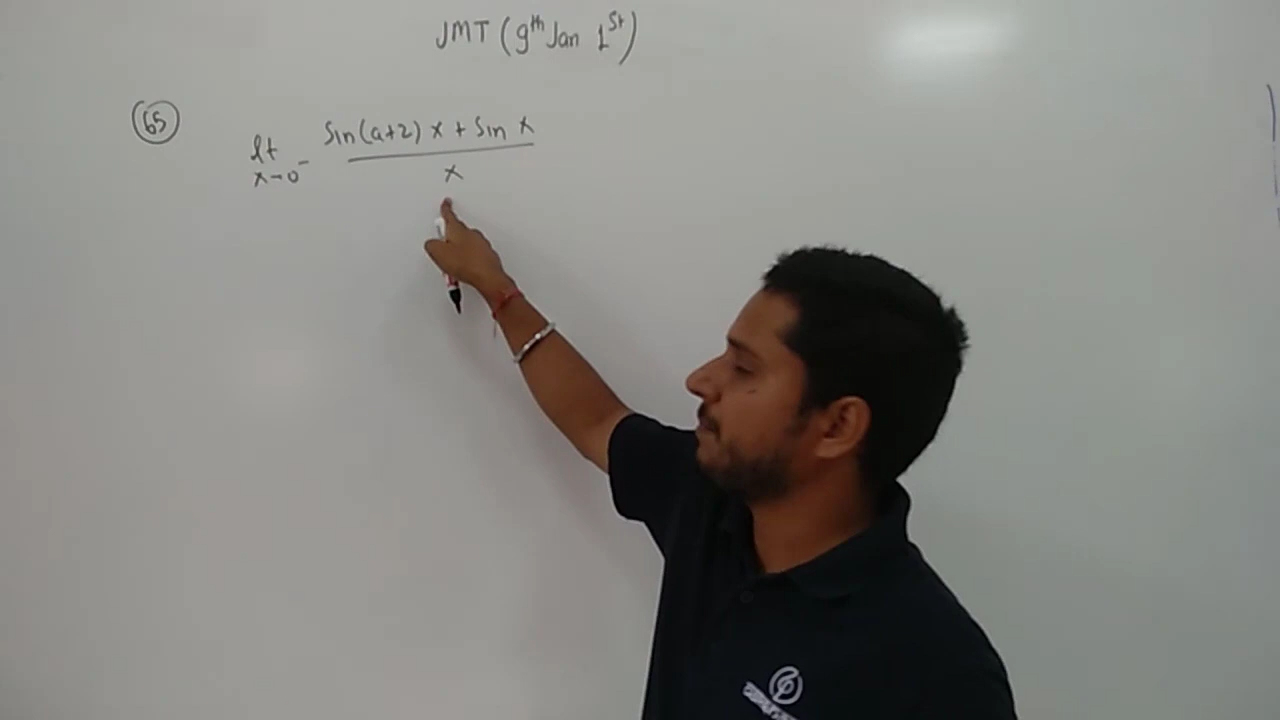 JMT (9th Jan 1st)
65
lt x→0⁻ Sin(a+2) x + Sin x / x